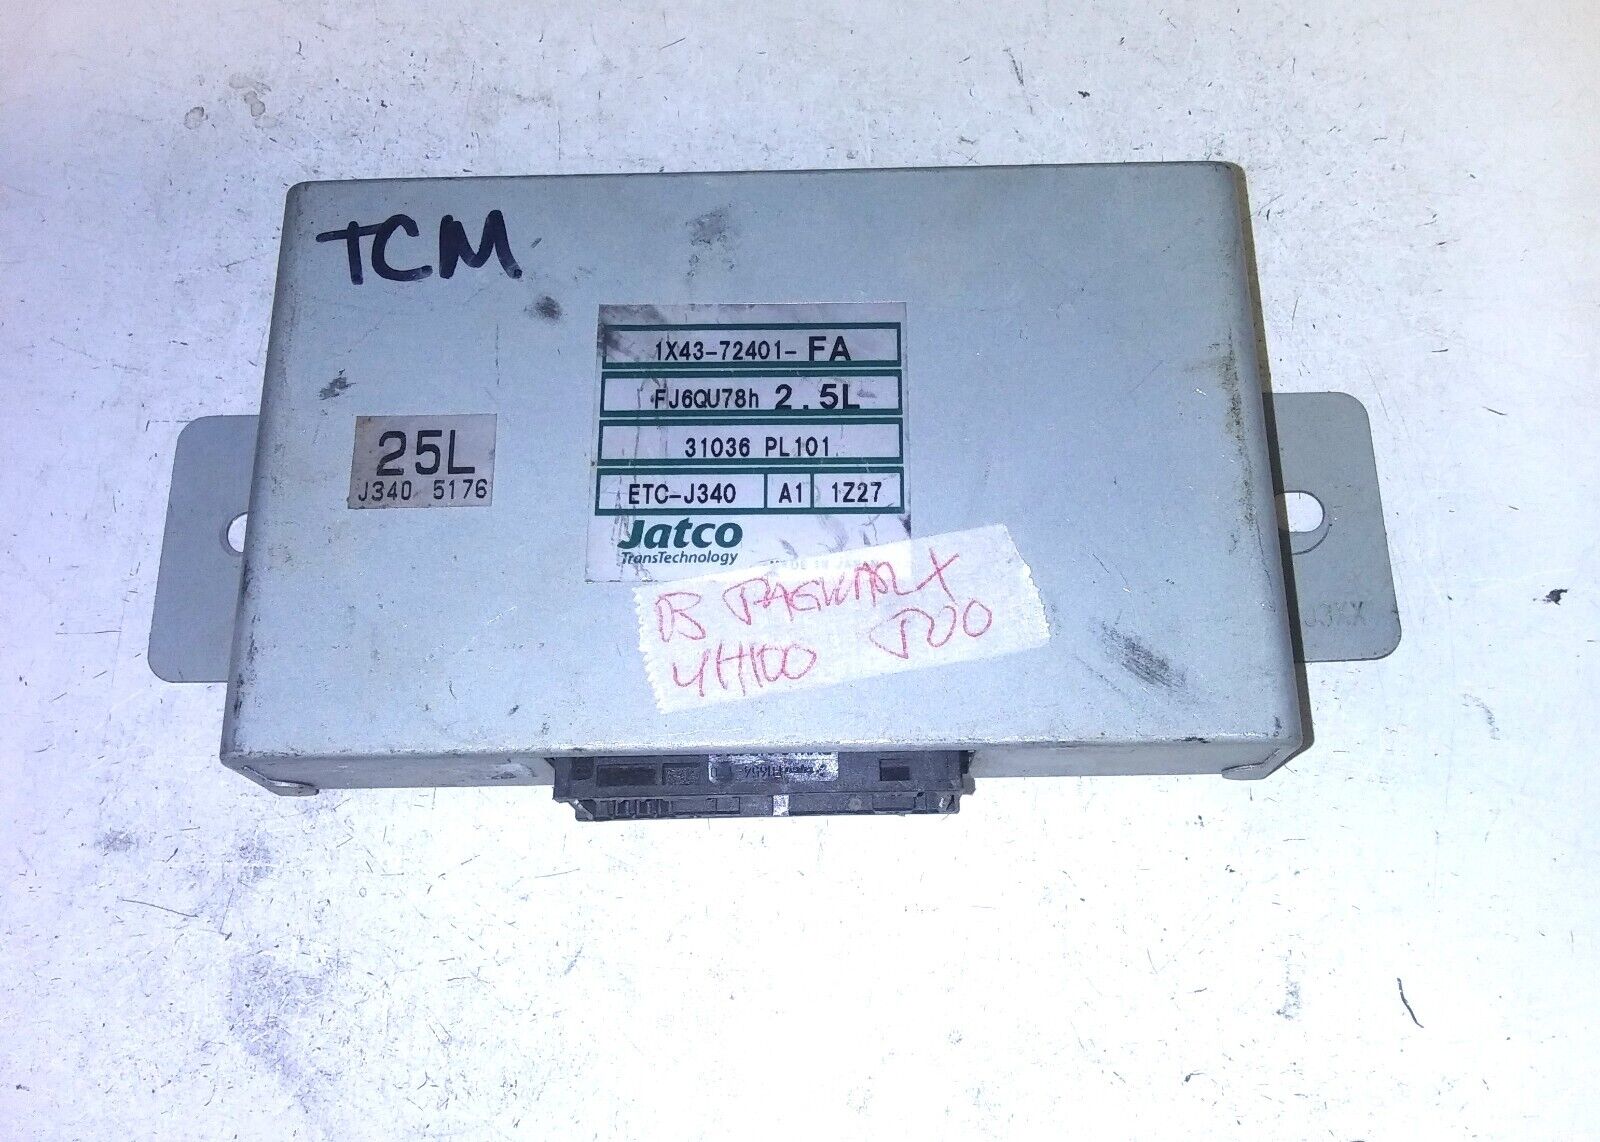 TCM
1X43-72401-FA
FJ6QU78h 2.5L
31036 PL101
ETC-J340 A1 1Z27
Jatco
TransTechnology
25L
J340 5176
4H100
J3XX